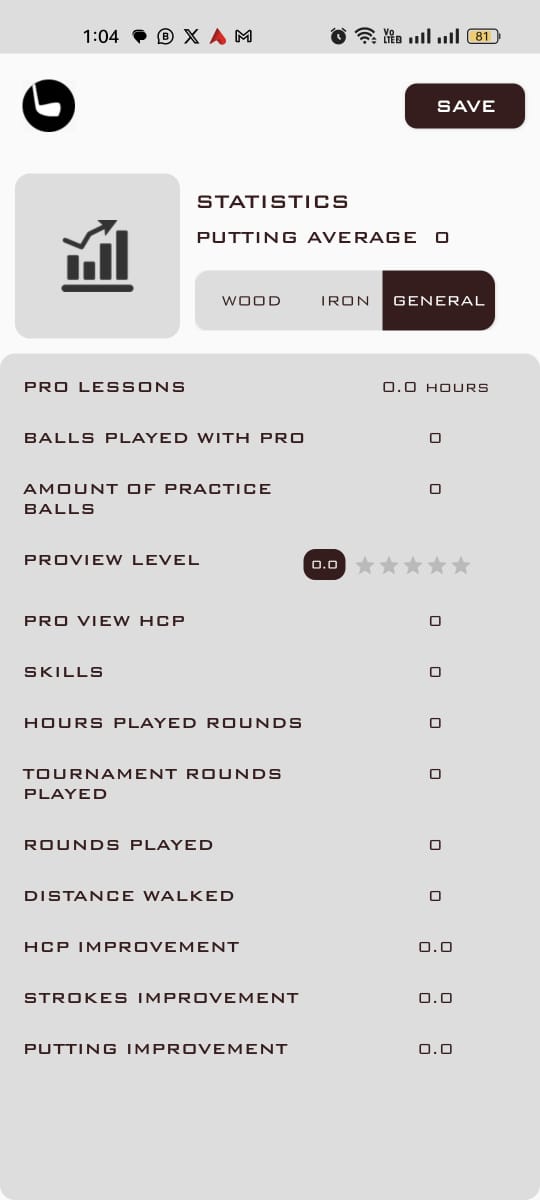 1:04
Vo
LTE2
81
SAVE
STATISTICS
PUTTING AVERAGE 0
WOOD IRON GENERAL
PRO LESSONS 0.0 HOURS
BALLS PLAYED WITH PRO 0
AMOUNT OF PRACTICE
BALLS 0
PROVIEW LEVEL 0.0
PRO VIEW HCP 0
SKILLS 0
HOURS PLAYED ROUNDS 0
TOURNAMENT ROUNDS
PLAYED 0
ROUNDS PLAYED 0
DISTANCE WALKED 0
HCP IMPROVEMENT 0.0
STROKES IMPROVEMENT 0.0
PUTTING IMPROVEMENT 0.0